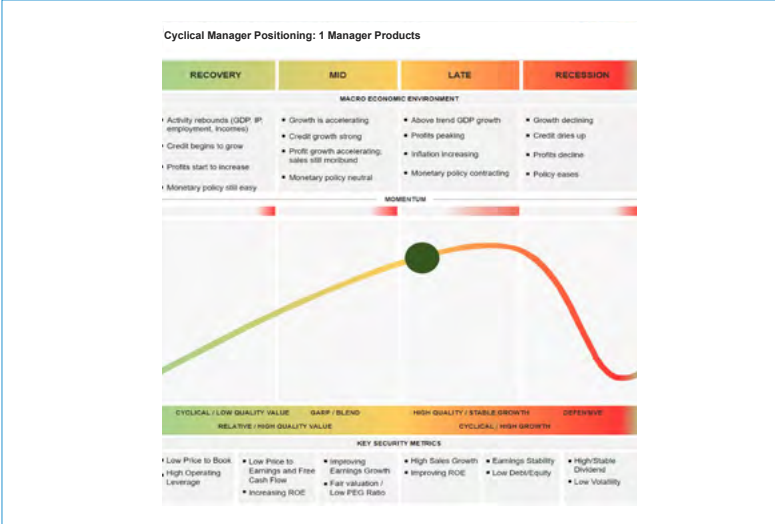 Cyclical Manager Positioning: 1 Manager Products
RECOVERY
MID
LATE
RECESSION
MACRO ECONOMIC ENVIRONMENT
• Activity rebounds (GDP, IP,
employment, incomes)
• Credit begins to grow
• Profits start to increase
• Monetary policy still easy
• Growth is accelerating
• Credit growth strong
• Profit growth accelerating;
sales still moribund
• Monetary policy neutral
• Above trend GDP growth
• Profits peaking
• Inflation increasing
• Monetary policy contracting
• Growth declining
• Credit dries up
• Profits decline
• Policy eases
MOMENTUM
CYCLICAL / LOW QUALITY VALUE
GARP / BLEND
HIGH QUALITY / STABLE GROWTH
DEFENSIVE
RELATIVE / HIGH QUALITY VALUE
CYCLICAL / HIGH GROWTH
KEY SECURITY METRICS
• Low Price to Book
• High Operating
Leverage
• Low Price to
Earnings and Free
Cash Flow
• Increasing ROE
• Improving
Earnings Growth
• Fair valuation /
Low PEG Ratio
• High Sales Growth
• Improving ROE
• Earnings Stability
• Low Debt/Equity
• High/Stable
Dividend
• Low Volatility